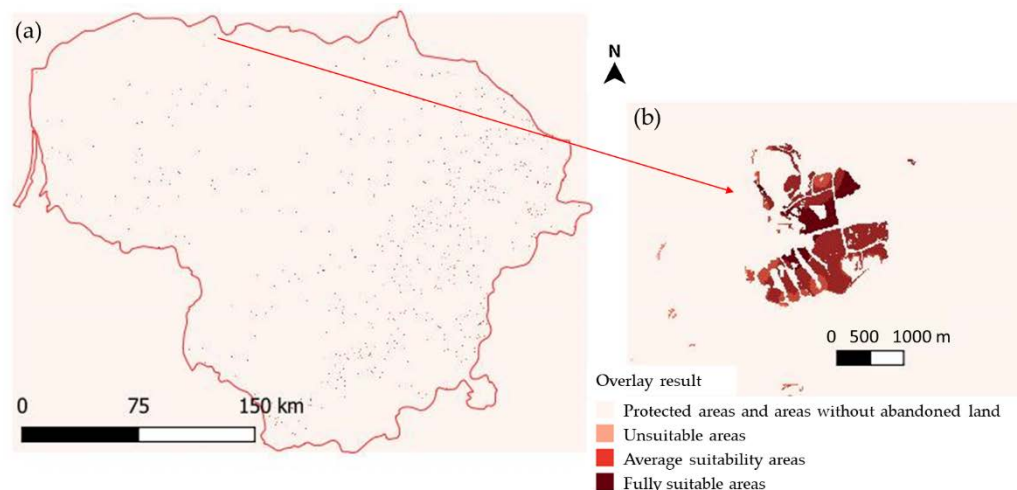 (a)
N
(b)
0 500 1000 m
0 75 150 km
Overlay result
Protected areas and areas without abandoned land
Unsuitable areas
Average suitability areas
Fully suitable areas